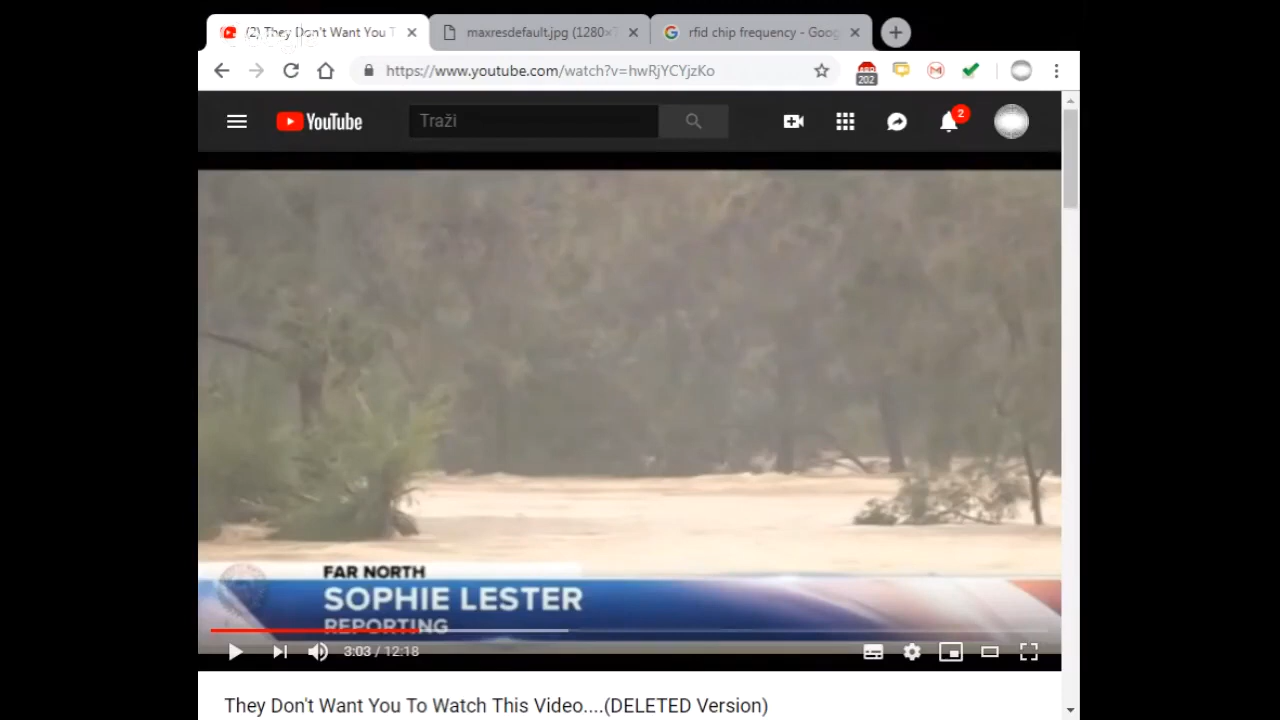 (2) They Don't Want You T
maxresdefault.jpg (1280×7
rfid chip frequency - Goog
https://www.youtube.com/watch?v=hwRjYCYjzKo
202
YouTube
Traži
2
FAR NORTH
SOPHIE LESTER
REPORTING
3:03 / 12:18
They Don't Want You To Watch This Video....(DELETED Version)